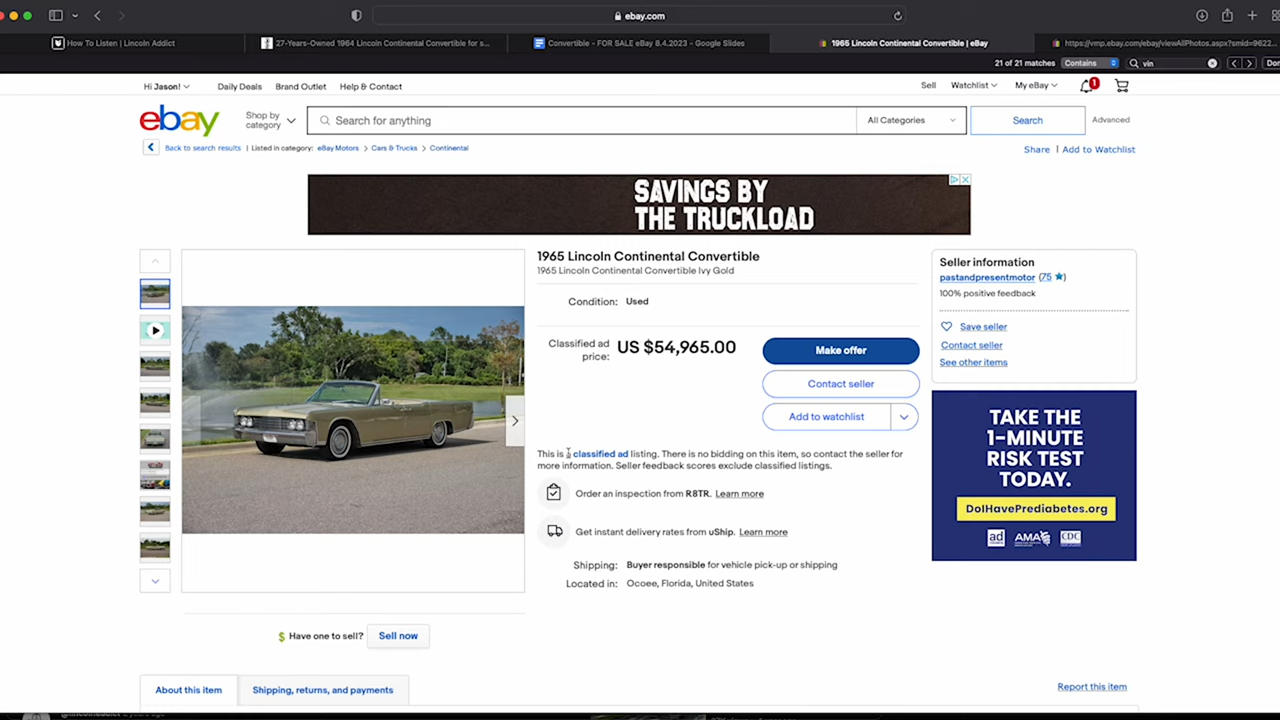 ebay.com
How To Listen | Lincoln Addict
27-Years-Owned 1964 Lincoln Continental Convertible for s...
Convertible - FOR SALE eBay 8.4.2023 - Google Slides
1965 Lincoln Continental Convertible | eBay
https://vmp.ebay.com/ebay/viewAllPhotos.aspx?smid=9622...
21 of 21 matches
Contains
vin
Don
Hi Jason!
Daily Deals
Brand Outlet
Help & Contact
Sell
Watchlist
My eBay
1
ebay
Shop by
category
Search for anything
All Categories
Search
Advanced
Back to search results | Listed in category: eBay Motors > Cars & Trucks > Continental
Share | Add to Watchlist
SAVINGS BY
THE TRUCKLOAD
1965 Lincoln Continental Convertible
1965 Lincoln Continental Convertible Ivy Gold
Condition: Used
Classified ad
price: US $54,965.00
Make offer
Contact seller
Add to watchlist
This is a classified ad listing. There is no bidding on this item, so contact the seller for
more information. Seller feedback scores exclude classified listings.
Order an inspection from R8TR. Learn more
Get instant delivery rates from uShip. Learn more
Shipping: Buyer responsible for vehicle pick-up or shipping
Located in: Ocoee, Florida, United States
Seller information
pastandpresentmotor (75 ★)
100% positive feedback
Save seller
Contact seller
See other items
TAKE THE
1-MINUTE
RISK TEST
TODAY.
DoIHavePrediabetes.org
ad
AMA
CDC
$ Have one to sell? Sell now
About this item
Shipping, returns, and payments
Report this item